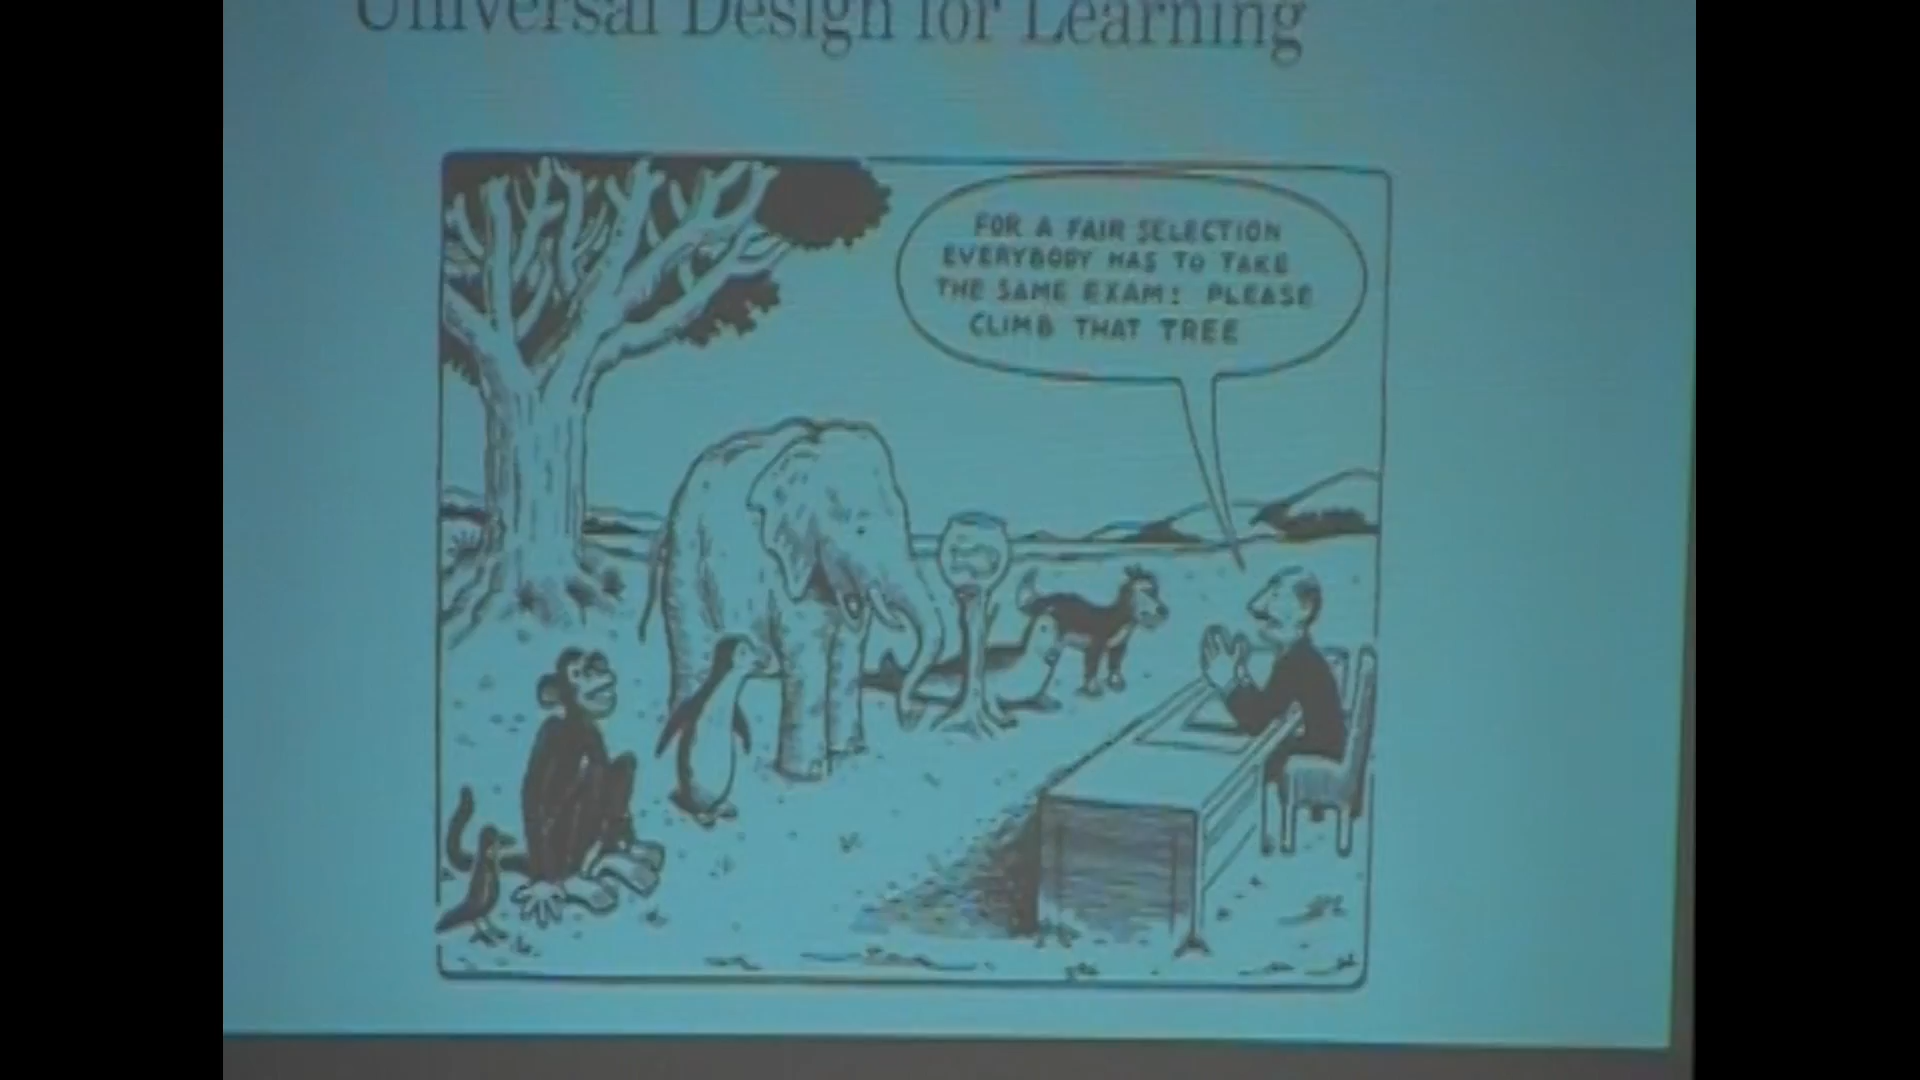 Universal Design for Learning
FOR A FAIR SELECTION
EVERYBODY HAS TO TAKE
THE SAME EXAM: PLEASE
CLIMB THAT TREE